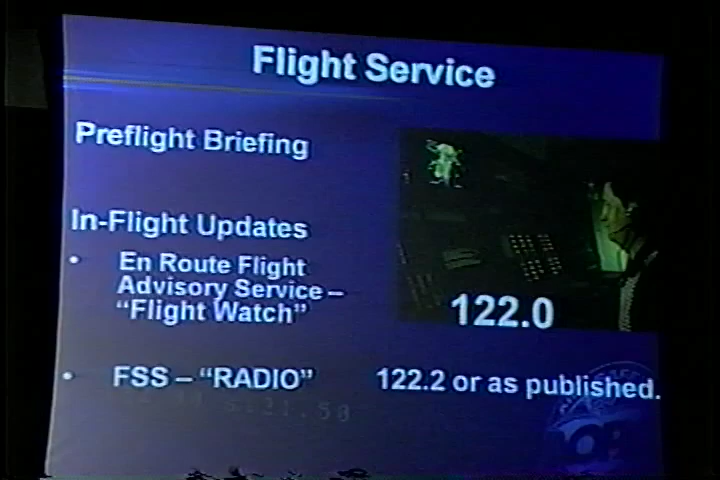 Flight Service
Preflight Briefing
In-Flight Updates
• En Route Flight
Advisory Service –
“Flight Watch”
122.0
• FSS – “RADIO” 122.2 or as published.